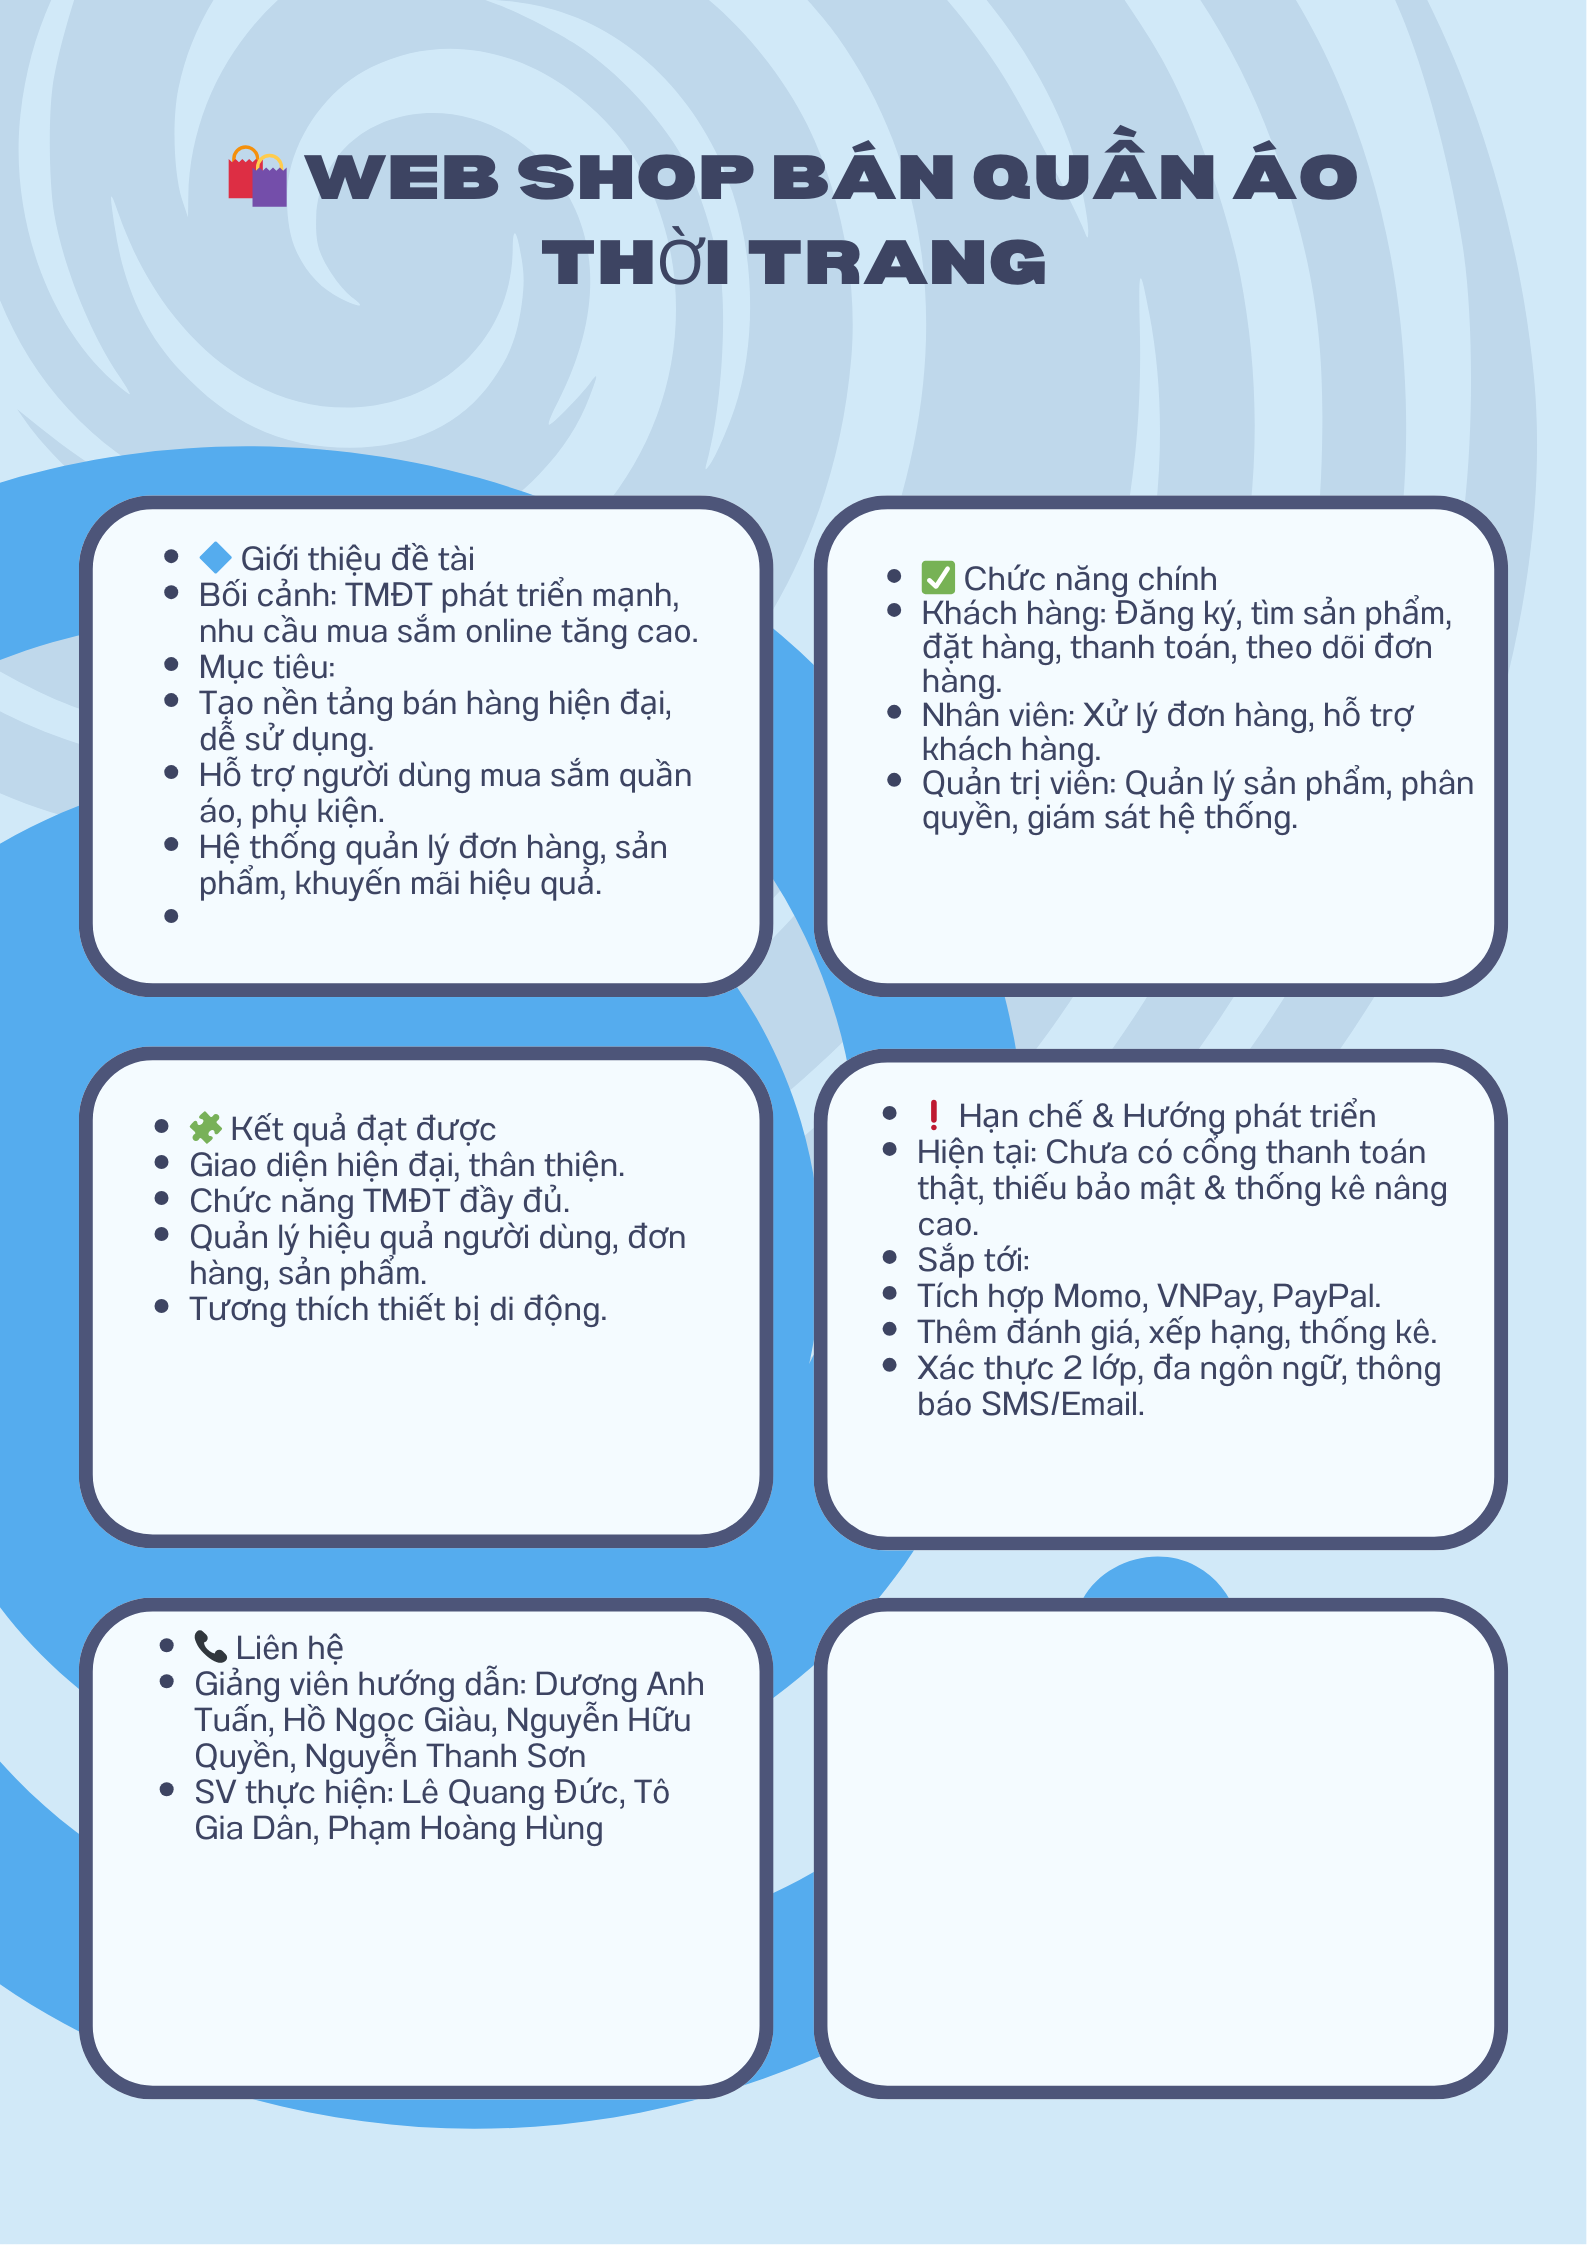 🛍️ WEB SHOP BÁN QUẦN ÁO
THỜI TRANG
• 🔷 Giới thiệu đề tài
• Bối cảnh: TMĐT phát triển mạnh,
nhu cầu mua sắm online tăng cao.
• Mục tiêu:
• Tạo nền tảng bán hàng hiện đại,
dễ sử dụng.
• Hỗ trợ người dùng mua sắm quần
áo, phụ kiện.
• Hệ thống quản lý đơn hàng, sản
phẩm, khuyến mãi hiệu quả.
•
• ✅ Chức năng chính
• Khách hàng: Đăng ký, tìm sản phẩm,
đặt hàng, thanh toán, theo dõi đơn
hàng.
• Nhân viên: Xử lý đơn hàng, hỗ trợ
khách hàng.
• Quản trị viên: Quản lý sản phẩm, phân
quyền, giám sát hệ thống.
• 🧩 Kết quả đạt được
• Giao diện hiện đại, thân thiện.
• Chức năng TMĐT đầy đủ.
• Quản lý hiệu quả người dùng, đơn
hàng, sản phẩm.
• Tương thích thiết bị di động.
• ❗ Hạn chế & Hướng phát triển
• Hiện tại: Chưa có cổng thanh toán
thật, thiếu bảo mật & thống kê nâng
cao.
• Sắp tới:
• Tích hợp Momo, VNPay, PayPal.
• Thêm đánh giá, xếp hạng, thống kê.
• Xác thực 2 lớp, đa ngôn ngữ, thông
báo SMS/Email.
• 📞 Liên hệ
• Giảng viên hướng dẫn: Dương Anh
Tuấn, Hồ Ngọc Giàu, Nguyễn Hữu
Quyền, Nguyễn Thanh Sơn
• SV thực hiện: Lê Quang Đức, Tô
Gia Dân, Phạm Hoàng Hùng